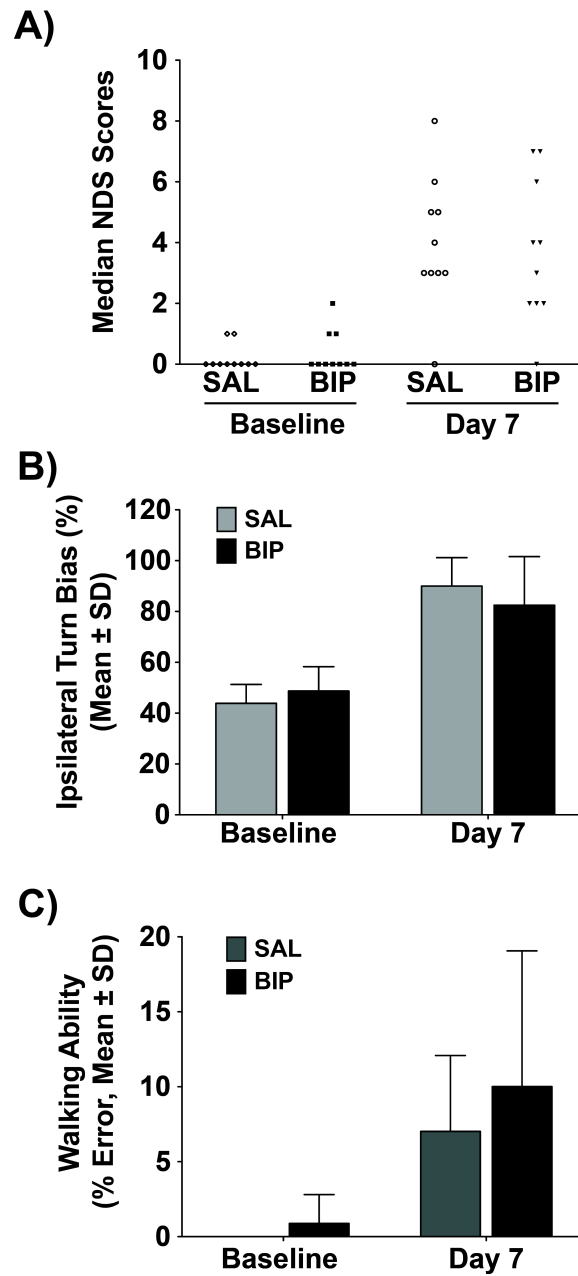 A)
Median NDS Scores
10
8
6
4
2
0
SAL BIP SAL BIP
Baseline Day 7
B)
Ipsilateral Turn Bias (%)
(Mean ± SD)
120
100
80
60
40
20
0
SAL
BIP
Baseline Day 7
C)
Walking Ability
(% Error, Mean ± SD)
20
15
10
5
0
SAL
BIP
Baseline Day 7